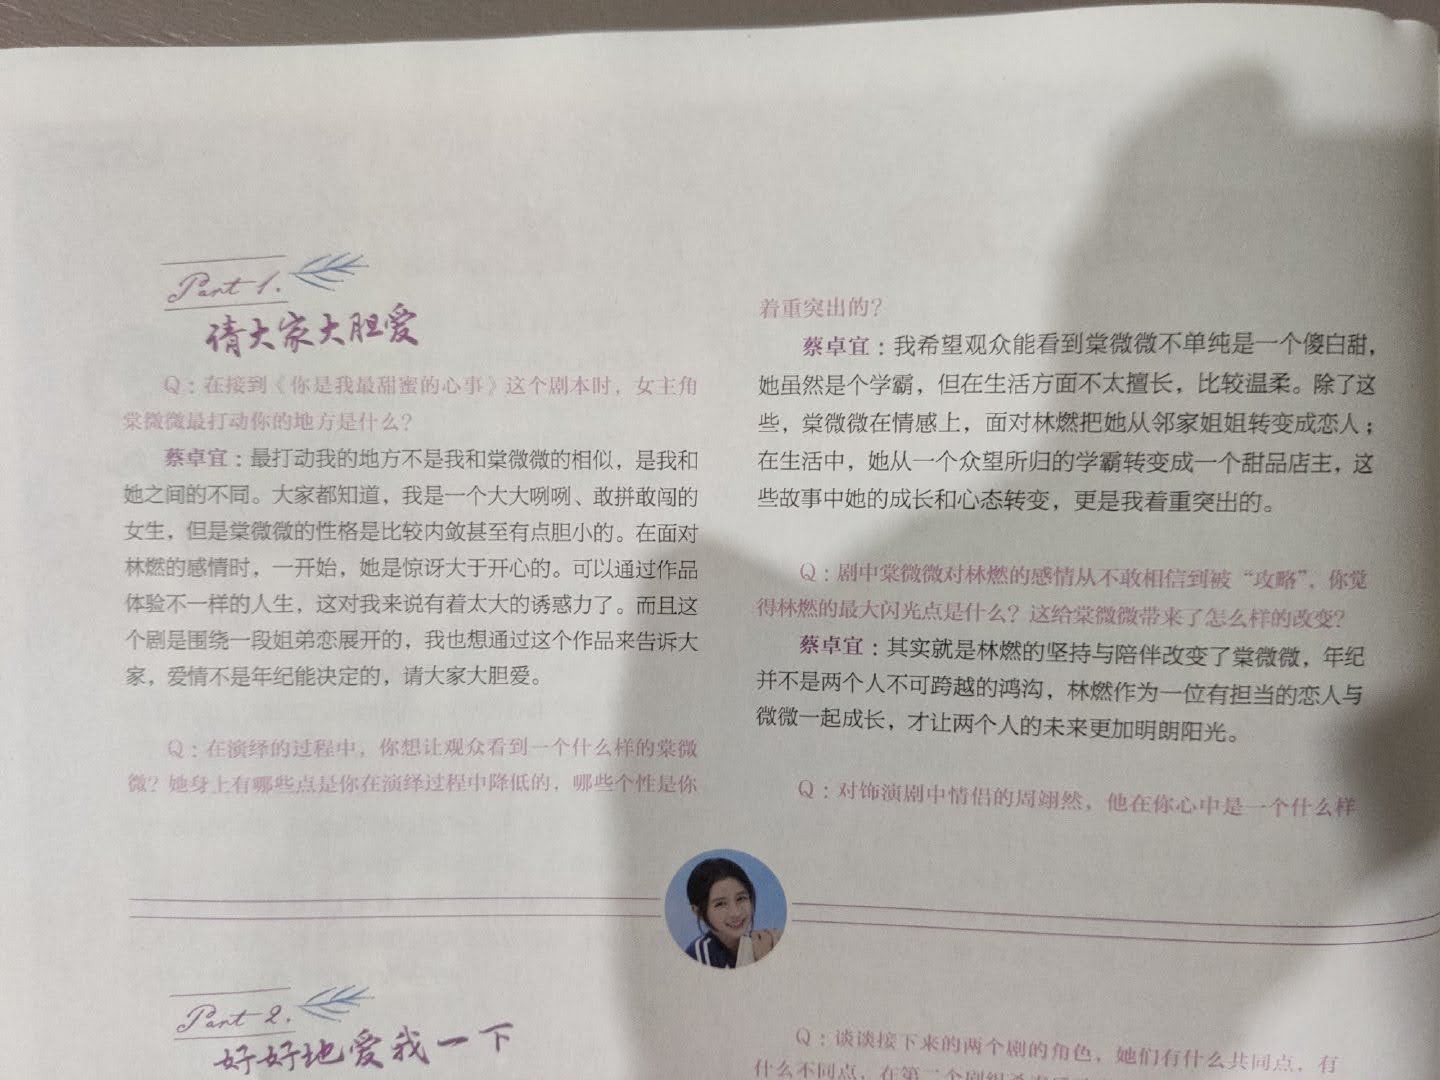 Part 1.
请大家大胆爱
Q：在接到《你是我最甜蜜的心事》这个剧本时，女主角
棠微微最打动你的地方是什么？
蔡卓宜：最打动我的地方不是我和棠微微的相似，是我和
她之间的不同。大家都知道，我是一个大大咧咧、敢拼敢闯的
女生，但是棠微微的性格是比较内敛甚至有点胆小的。在面对
林燃的感情时，一开始，她是惊讶大于开心的。可以通过作品
体验不一样的人生，这对我来说有着太大的诱惑力了。而且这
个剧是围绕一段姐弟恋展开的，我也想通过这个作品来告诉大
家，爱情不是年纪能决定的，请大家大胆爱。
Q：在演绎的过程中，你想让观众看到一个什么样的棠微
微？她身上有哪些点是你在演绎过程中降低的，哪些个性是你
着重突出的？
蔡卓宜：我希望观众能看到棠微微不单纯是一个傻白甜，
她虽然是个学霸，但在生活方面不太擅长，比较温柔。除了这
些，棠微微在情感上，面对林燃把她从邻家姐姐转变成恋人；
在生活中，她从一个众望所归的学霸转变成一个甜品店主，这
些故事中她的成长和心态转变，更是我着重突出的。
Q：剧中棠微微对林燃的感情从不敢相信到被“攻略”，你觉
得林燃的最大闪光点是什么？这给棠微微带来了怎么样的改变？
蔡卓宜：其实就是林燃的坚持与陪伴改变了棠微微，年纪
并不是两个人不可跨越的鸿沟，林燃作为一位有担当的恋人与
微微一起成长，才让两个人的未来更加明朗阳光。
Q：对饰演剧中情侣的周翊然，他在你心中是一个什么样
Part 2.
好好地爱我一下
Q：谈谈接下来的两个剧的角色，她们有什么共同点，有
什么不同点，在第二个剧组